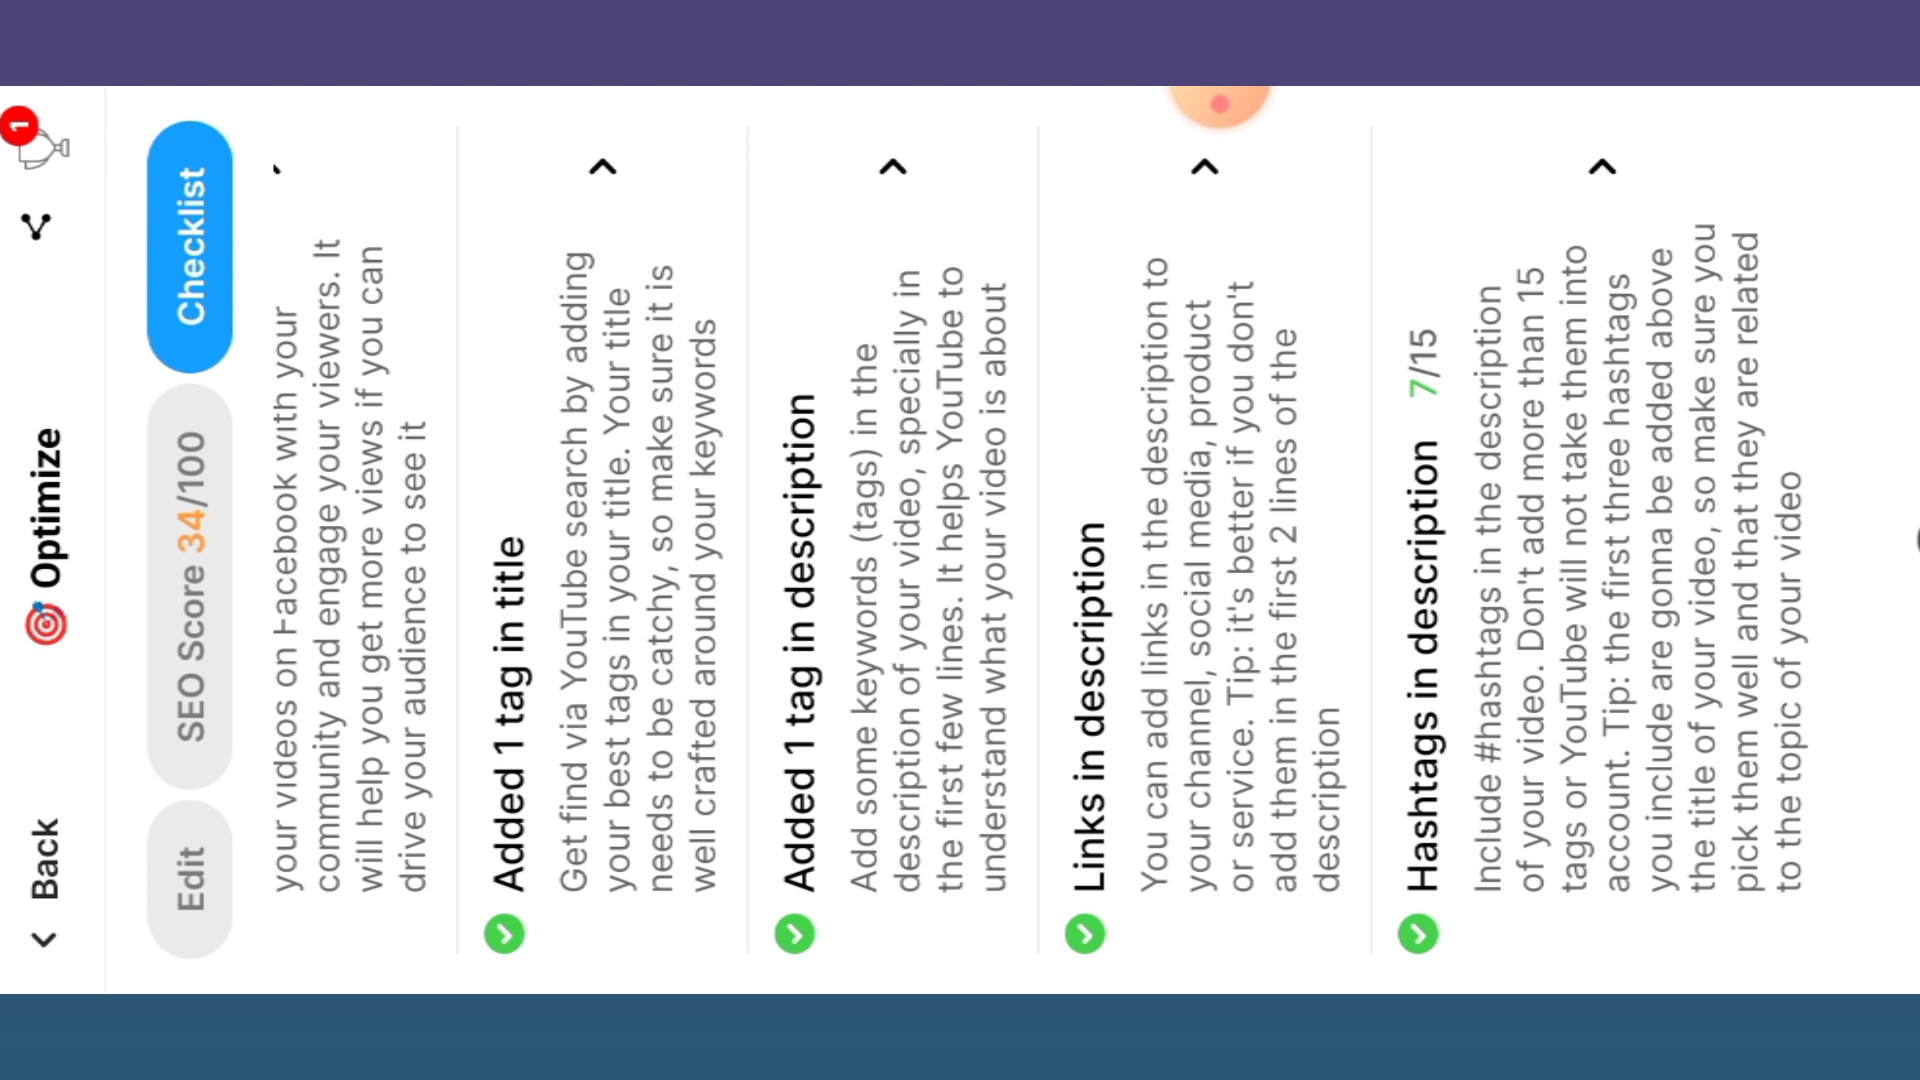 Back
🎯 Optimize
1
Edit
SEO Score 34/100
Checklist
your videos on Facebook with your
community and engage your viewers. It
will help you get more views if you can
drive your audience to see it
Added 1 tag in title
Get find via YouTube search by adding
your best tags in your title. Your title
needs to be catchy, so make sure it is
well crafted around your keywords
Added 1 tag in description
Add some keywords (tags) in the
description of your video, specially in
the first few lines. It helps YouTube to
understand what your video is about
Links in description
You can add links in the description to
your channel, social media, product
or service. Tip: it's better if you don't
add them in the first 2 lines of the
description
Hashtags in description 7/15
Include #hashtags in the description
of your video. Don't add more than 15
tags or YouTube will not take them into
account. Tip: the first three hashtags
you include are gonna be added above
the title of your video, so make sure you
pick them well and that they are related
to the topic of your video